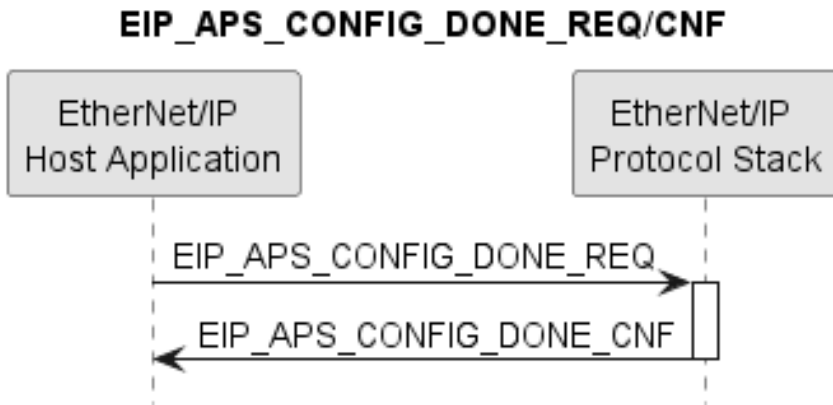 EIP_APS_CONFIG_DONE_REQ/CNF
EtherNet/IP
Host Application
EtherNet/IP
Protocol Stack
EIP_APS_CONFIG_DONE_REQ
EIP_APS_CONFIG_DONE_CNF